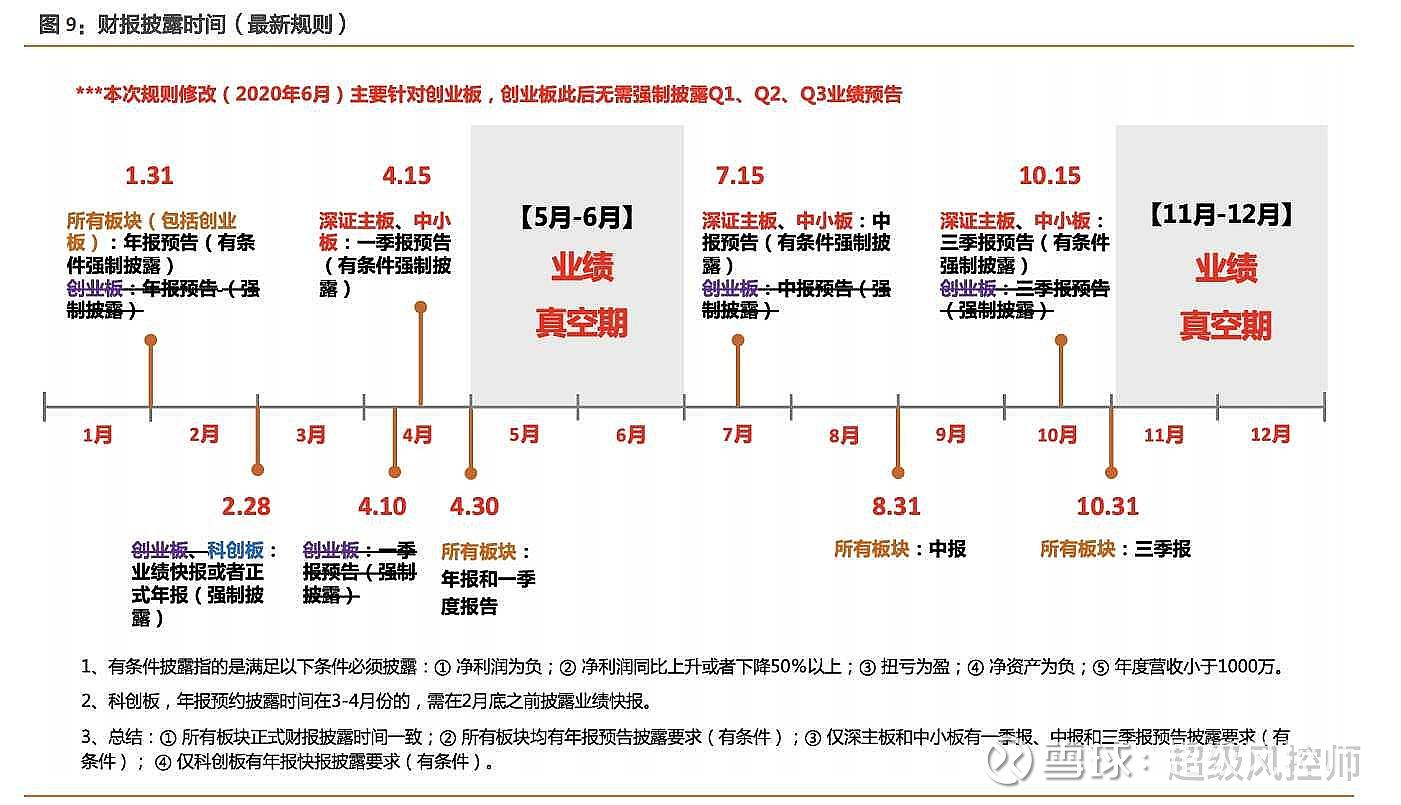 图 9：财报披露时间（最新规则）
***本次规则修改（2020年6月）主要针对创业板，创业板此后无需强制披露Q1、Q2、Q3业绩预告
1.31
所有板块（包括创业
板）：年报预告（有条
件强制披露）
创业板：年报预告（强
制披露）
4.15
深证主板、中小
板：一季报预告
（有条件强制披
露）
【5月-6月】
业绩
真空期
7.15
深证主板、中小板：中
报预告（有条件强制披
露）
创业板：中报预告（强
制披露）
10.15
深证主板、中小板：
三季报预告（有条件
强制披露）
创业板：三季报预告
（强制披露）
【11月-12月】
业绩
真空期
1月
2月
3月
4月
5月
6月
7月
8月
9月
10月
11月
12月
2.28
创业板、科创板：
业绩快报或者正
式年报（强制披
露）
4.10
创业板：一季
报预告（强制
披露）
4.30
所有板块：
年报和一季
度报告
8.31
所有板块：中报
10.31
所有板块：三季报
1、有条件披露指的是满足以下条件必须披露：① 净利润为负；② 净利润同比上升或者下降50%以上；③ 扭亏为盈；④ 净资产为负；⑤ 年度营收小于1000万。
2、科创板，年报预约披露时间在3-4月份的，需在2月底之前披露业绩快报。
3、总结：① 所有板块正式财报披露时间一致；② 所有板块均有年报预告披露要求（有条件）；③ 仅深主板和中小板有一季报、中报和三季报预告披露要求（有
条件）；④ 仅科创板有年报快报披露要求（有条件）。
雪球：超级风控师